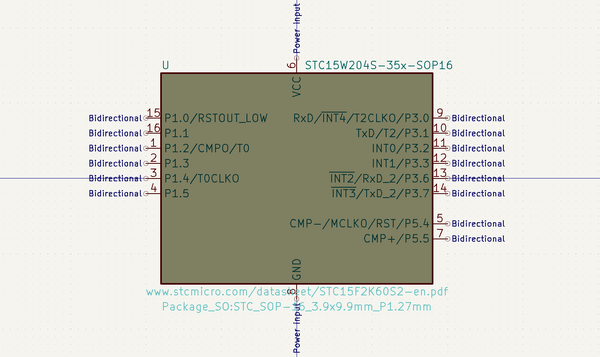 Power Input
6
U STC15W204S-35x-SOP16
VCC
Bidirectional 15 P1.0/RSTOUT_LOW RxD/INT4/T2CLKO/P3.0 9 Bidirectional
Bidirectional 16 P1.1 TxD/T2/P3.1 10 Bidirectional
Bidirectional 1 P1.2/CMPO/T0 INT0/P3.2 11 Bidirectional
Bidirectional 2 P1.3 INT1/P3.3 12 Bidirectional
Bidirectional 3 P1.4/T0CLKO INT2/RxD_2/P3.6 13 Bidirectional
Bidirectional 4 P1.5 INT3/TxD_2/P3.7 14 Bidirectional
CMP-/MCLKO/RST/P5.4 5 Bidirectional
CMP+/P5.5 7 Bidirectional
GND
8
www.stcmicro.com/datasheet/STC15F2K60S2-en.pdf
Package_SO:STC_SOP-16_3.9x9.9mm_P1.27mm
Power Input